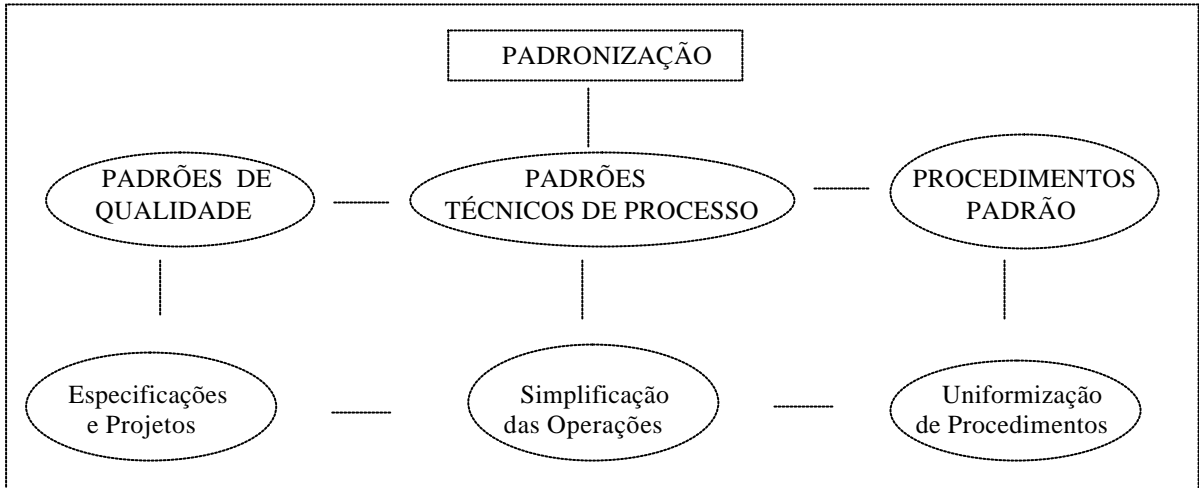 PADRONIZAÇÃO
PADRÕES DE
QUALIDADE
PADRÕES
TÉCNICOS DE PROCESSO
PROCEDIMENTOS
PADRÃO
Especificações
e Projetos
Simplificação
das Operações
Uniformização
de Procedimentos